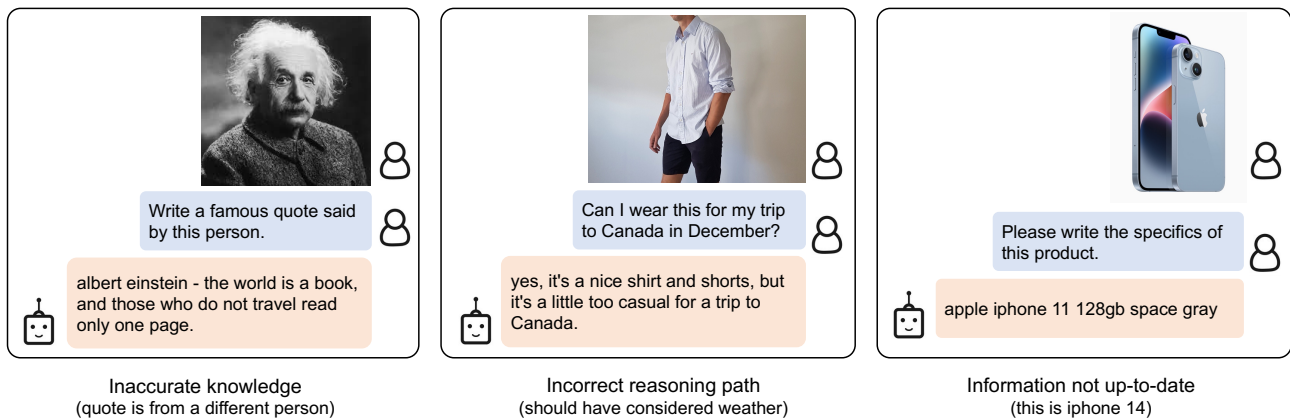 Write a famous quote said
by this person.
albert einstein - the world is a book,
and those who do not travel read
only one page.
Inaccurate knowledge
(quote is from a different person)
Can I wear this for my trip
to Canada in December?
yes, it's a nice shirt and shorts, but
it's a little too casual for a trip to
Canada.
Incorrect reasoning path
(should have considered weather)
Please write the specifics of
this product.
apple iphone 11 128gb space gray
Information not up-to-date
(this is iphone 14)